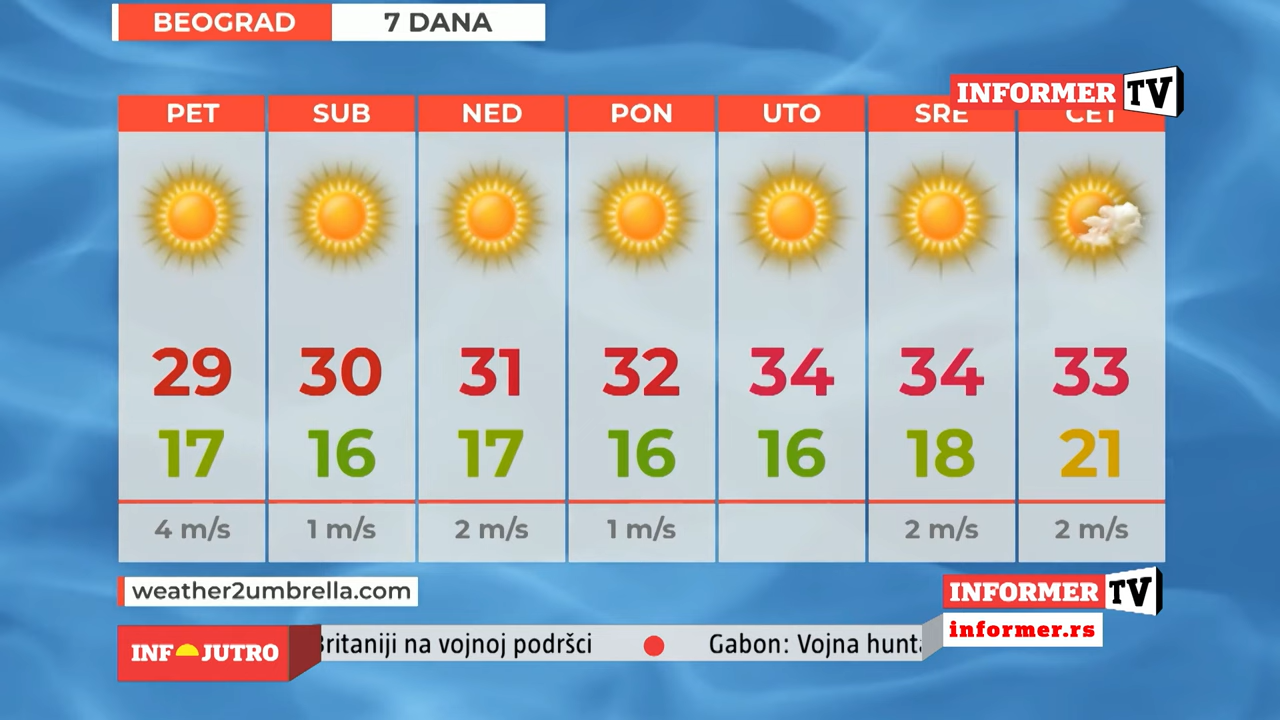 BEOGRAD 7 DANA
INFORMER TV
PET SUB NED PON UTO SRE ČET
29 30 31 32 34 34 33
17 16 17 16 16 18 21
4 m/s 1 m/s 2 m/s 1 m/s 2 m/s 2 m/s
weather2umbrella.com
INFORMER TV
informer.rs
INF JUTRO
Britaniji na vojnoj podršci Gabon: Vojna hunta